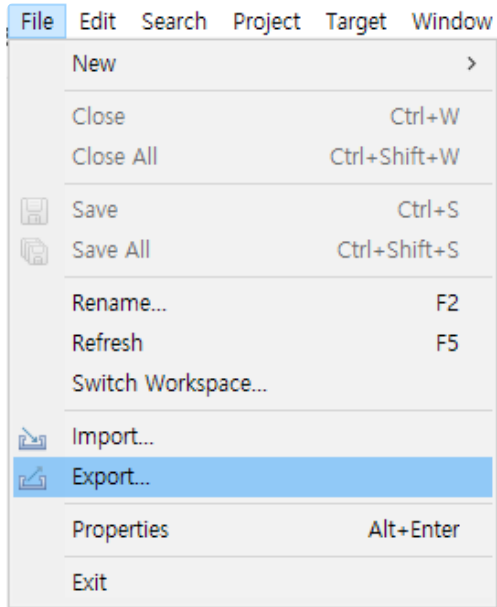 File Edit Search Project Target Window
New >
Close Ctrl+W
Close All Ctrl+Shift+W
Save Ctrl+S
Save All Ctrl+Shift+S
Rename... F2
Refresh F5
Switch Workspace...
Import...
Export...
Properties Alt+Enter
Exit